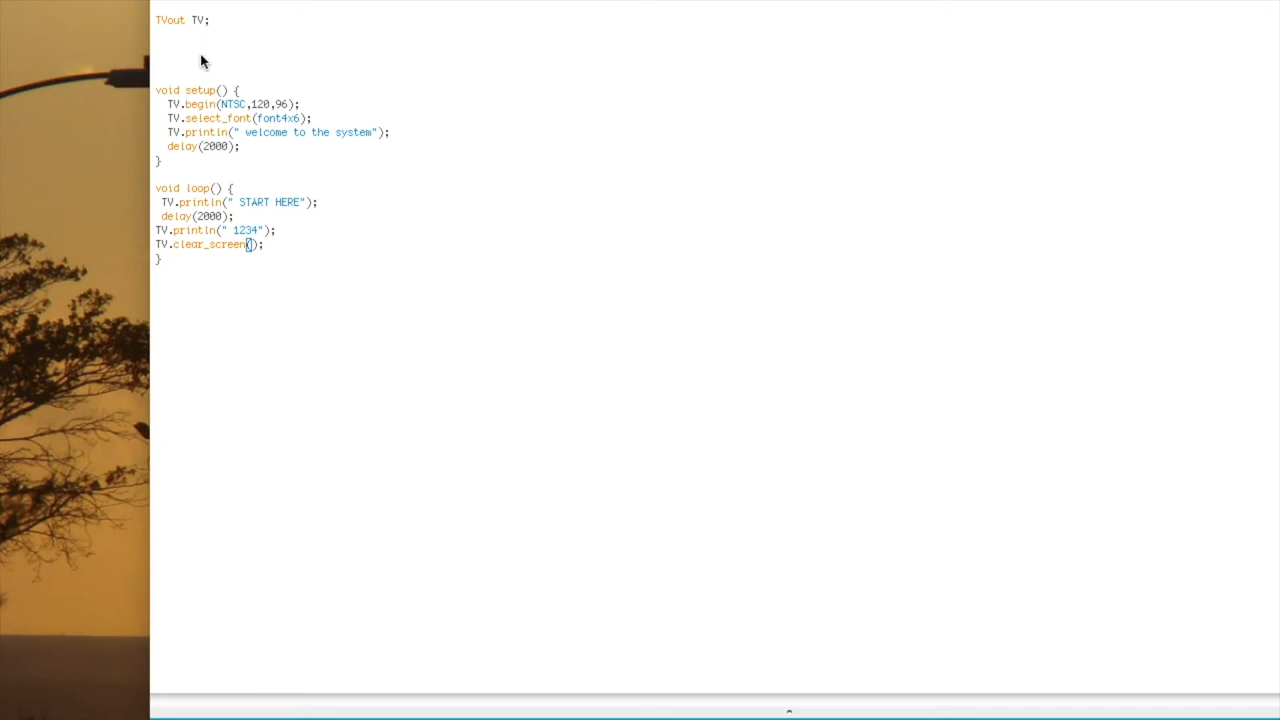 TVout TV;
void setup() {
TV.begin(NTSC,120,96);
TV.select_font(font4x6);
TV.println(" welcome to the system");
delay(2000);
}
void loop() {
TV.println(" START HERE");
delay(2000);
TV.println(" 1234");
TV.clear_screen();
}